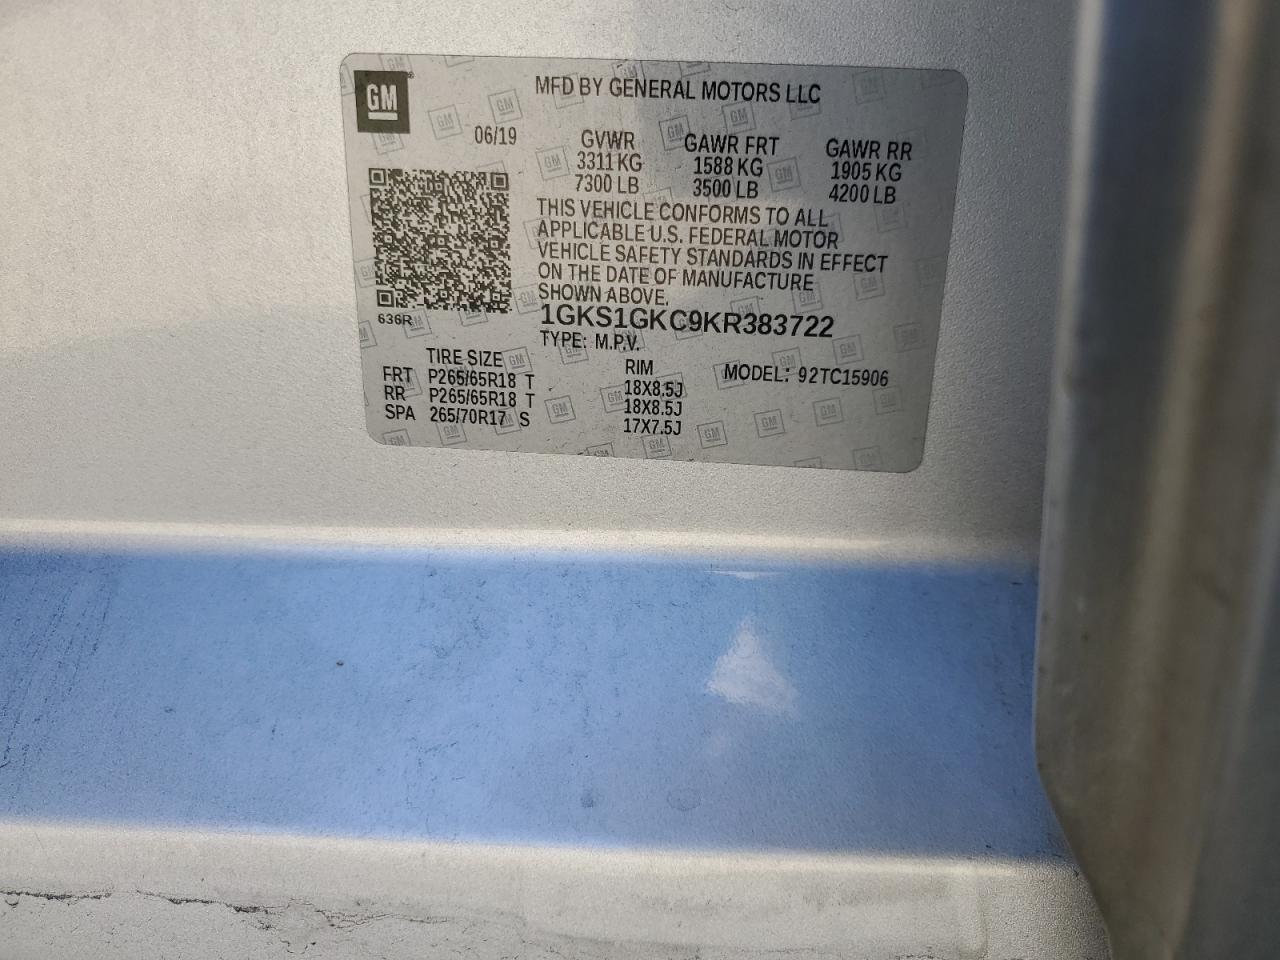 GM
MFD BY GENERAL MOTORS LLC
06/19
GVWR GAWR FRT GAWR RR
3311 KG 1588 KG 1905 KG
7300 LB 3500 LB 4200 LB
THIS VEHICLE CONFORMS TO ALL
APPLICABLE U.S. FEDERAL MOTOR
VEHICLE SAFETY STANDARDS IN EFFECT
ON THE DATE OF MANUFACTURE
SHOWN ABOVE.
636R
1GKS1GKC9KR383722
TYPE: M.P.V.
MODEL: 92TC15906
TIRE SIZE RIM
FRT P265/65R18 T 18X8.5J
RR P265/65R18 T 18X8.5J
SPA 265/70R17 S 17X7.5J